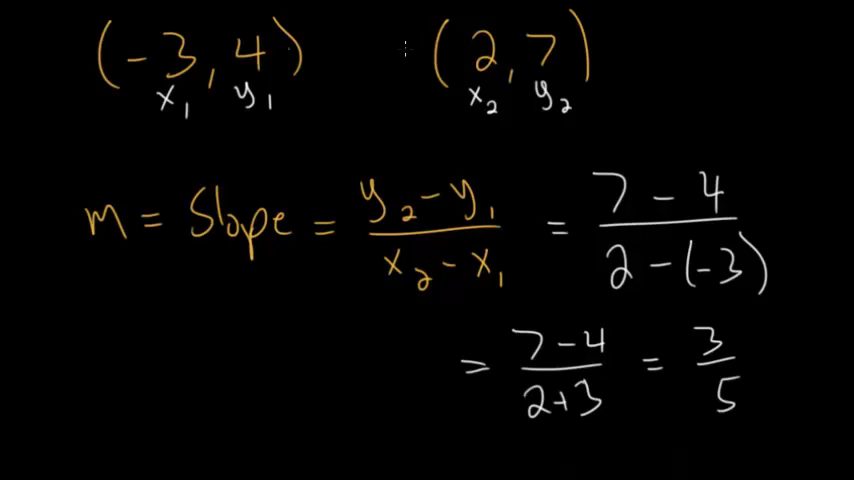 (-3, 4) (2, 7)
x₁ y₁ x₂ y₂
m = Slope = y₂ - y₁ / x₂ - x₁ = 7 - 4 / 2 - (-3)
= 7 - 4 / 2 + 3 = 3 / 5